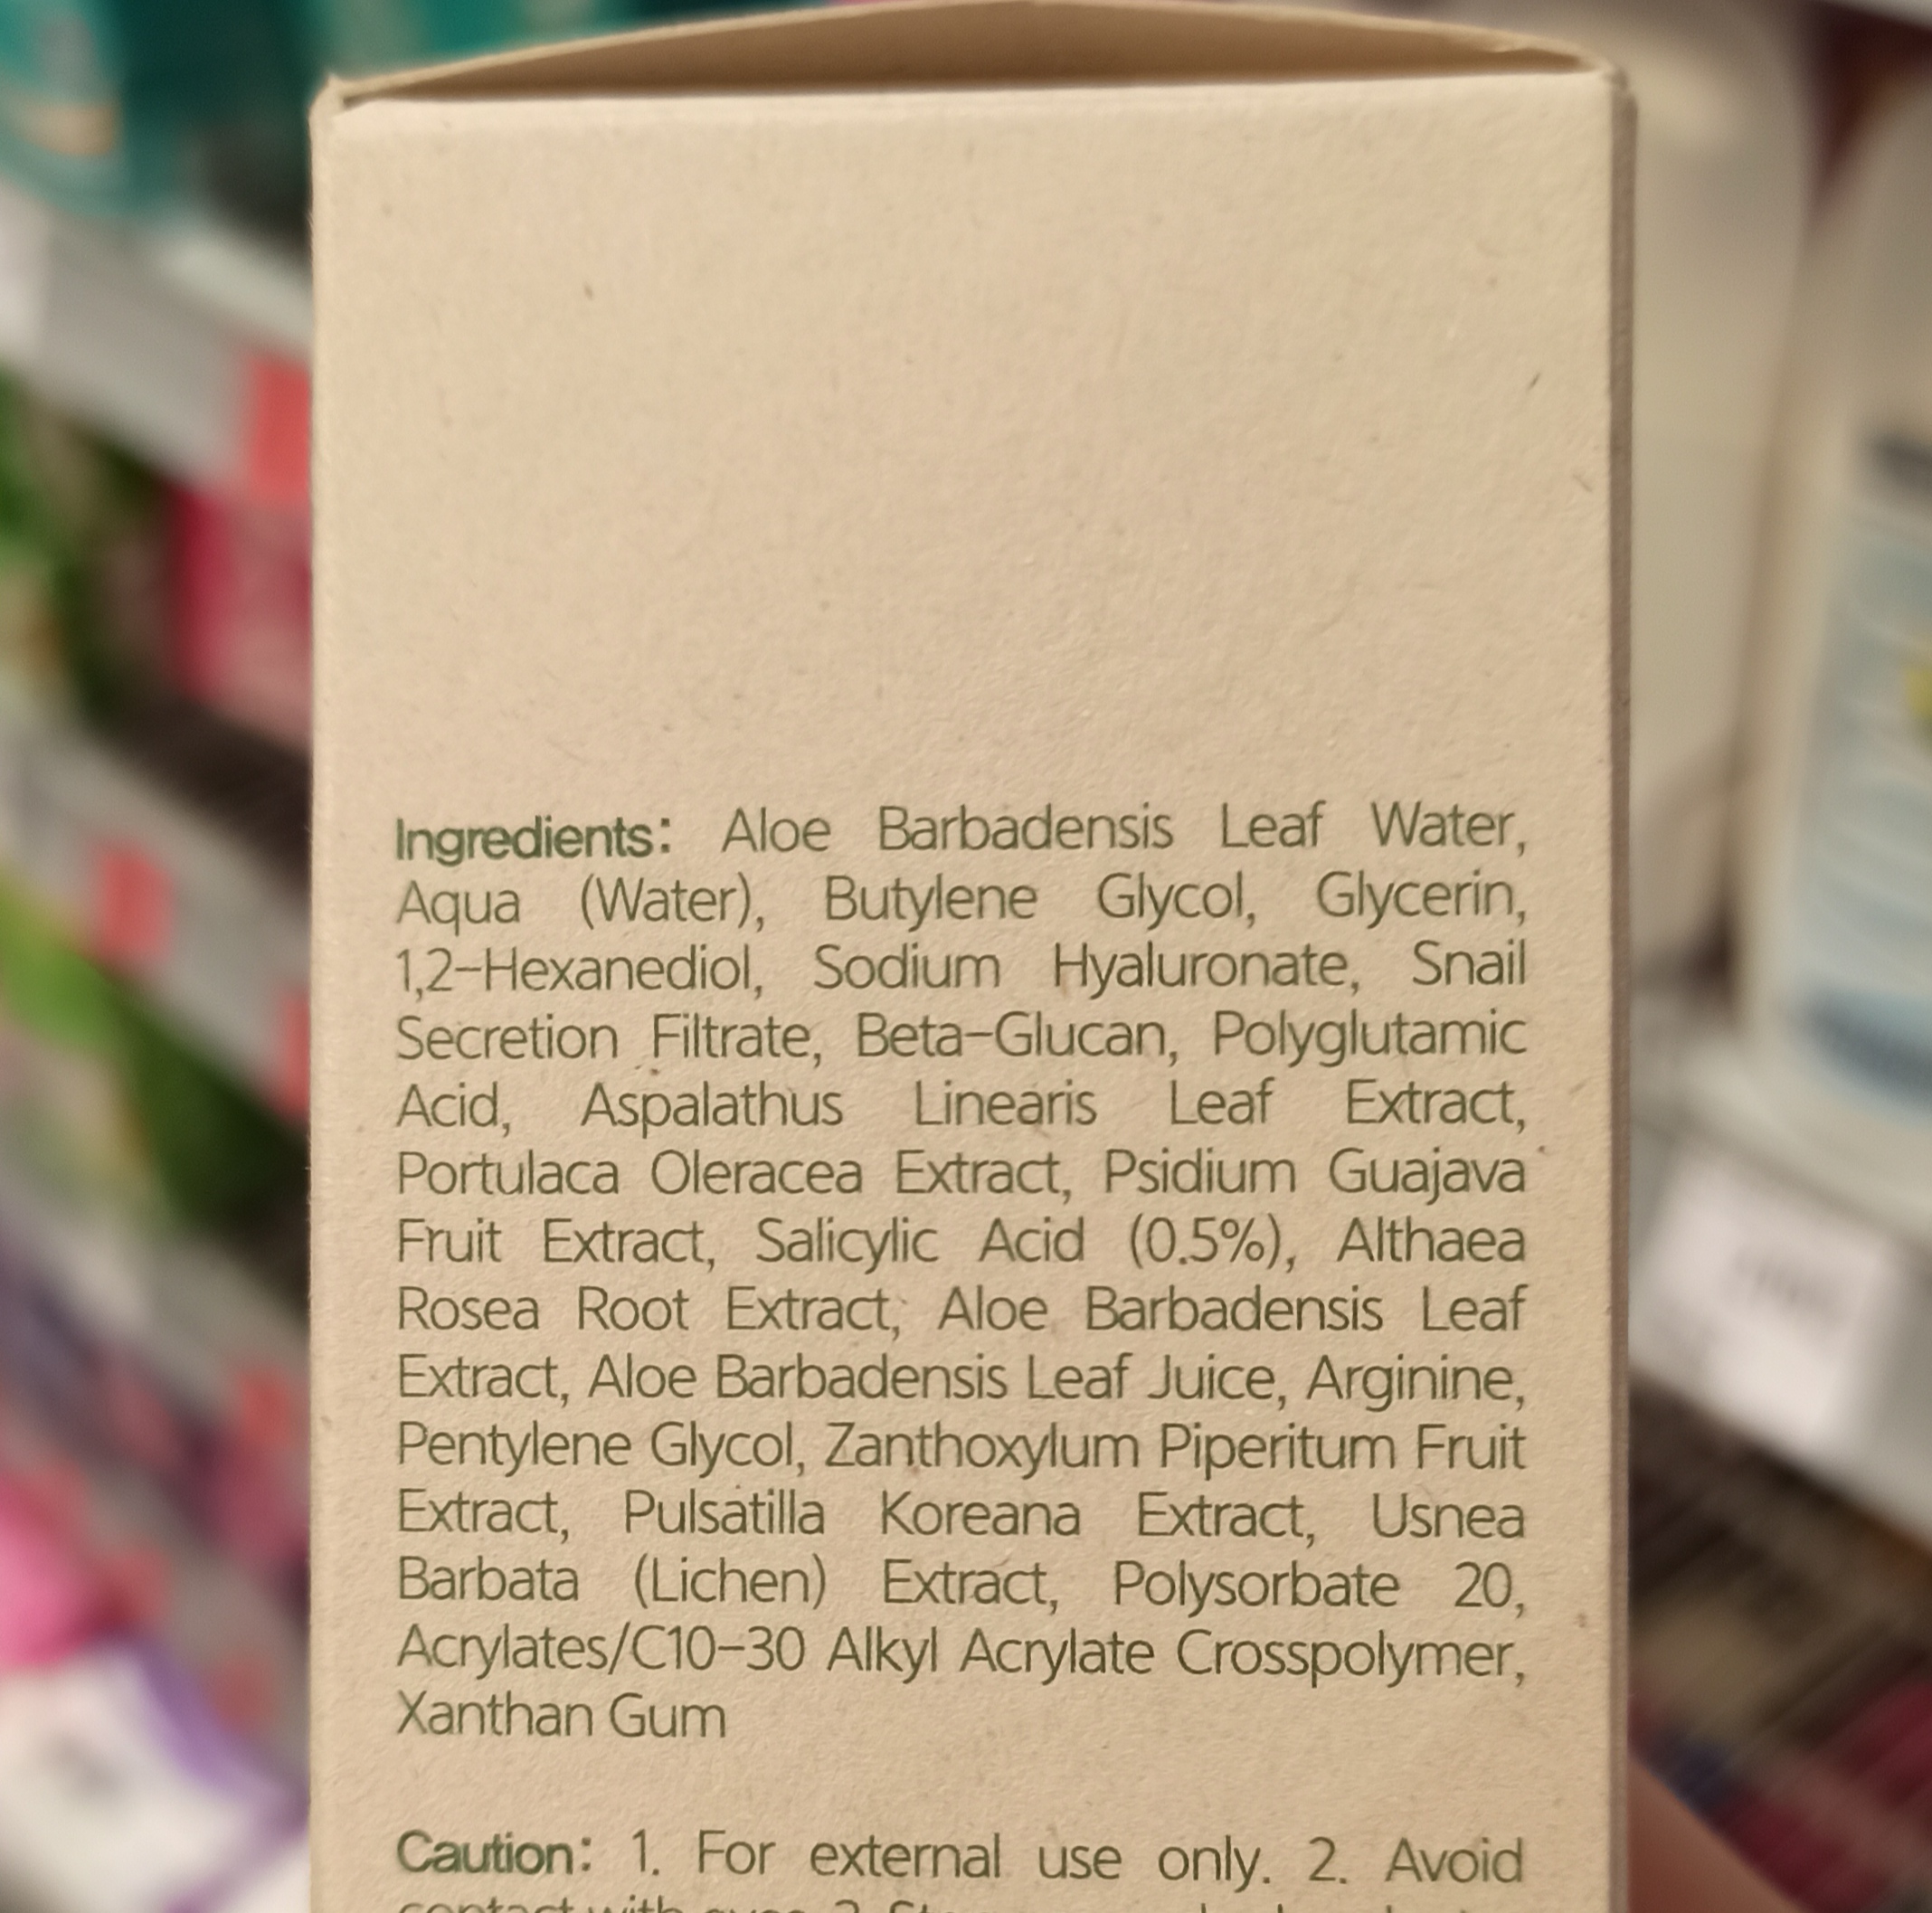 Ingredients: Aloe Barbadensis Leaf Water,
Aqua (Water), Butylene Glycol, Glycerin,
1,2-Hexanediol, Sodium Hyaluronate, Snail
Secretion Filtrate, Beta-Glucan, Polyglutamic
Acid, Aspalathus Linearis Leaf Extract,
Portulaca Oleracea Extract, Psidium Guajava
Fruit Extract, Salicylic Acid (0.5%), Althaea
Rosea Root Extract, Aloe Barbadensis Leaf
Extract, Aloe Barbadensis Leaf Juice, Arginine,
Pentylene Glycol, Zanthoxylum Piperitum Fruit
Extract, Pulsatilla Koreana Extract, Usnea
Barbata (Lichen) Extract, Polysorbate 20,
Acrylates/C10-30 Alkyl Acrylate Crosspolymer,
Xanthan Gum
Caution: 1. For external use only. 2. Avoid
contact with eyes. 3.